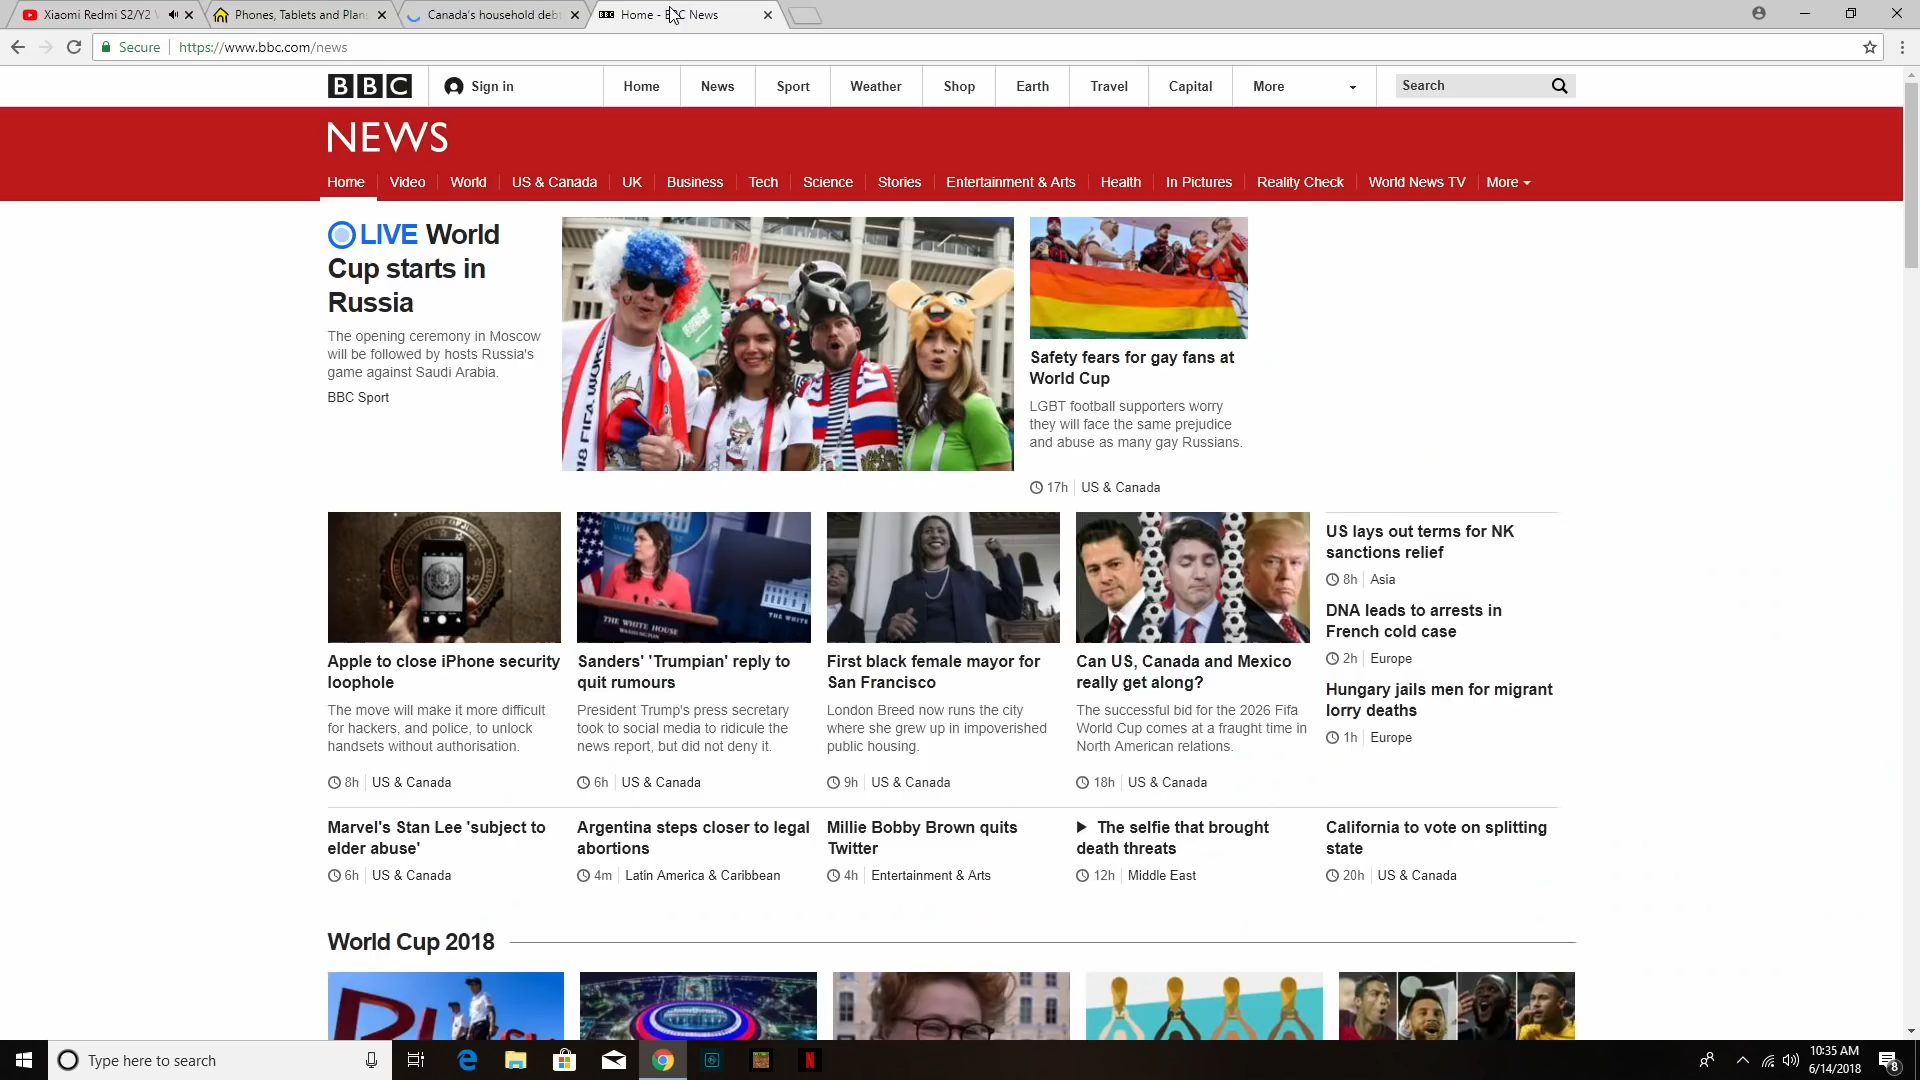 Xiaomi Redmi S2/Y2
Phones, Tablets and Plans
Canada's household deb
Home - BBC News
Secure
https://www.bbc.com/news
BBC
Sign in
Home
News
Sport
Weather
Shop
Earth
Travel
Capital
More
Search
NEWS
Home
Video
World
US & Canada
UK
Business
Tech
Science
Stories
Entertainment & Arts
Health
In Pictures
Reality Check
World News TV
More
LIVE World
Cup starts in
Russia
The opening ceremony in Moscow
will be followed by hosts Russia's
game against Saudi Arabia.
BBC Sport
Safety fears for gay fans at
World Cup
LGBT football supporters worry
they will face the same prejudice
and abuse as many gay Russians.
17h US & Canada
Apple to close iPhone security
loophole
The move will make it more difficult
for hackers, and police, to unlock
handsets without authorisation.
8h US & Canada
THE WHITE HOUSE
WASHINGTON
Sanders' 'Trumpian' reply to
quit rumours
President Trump's press secretary
took to social media to ridicule the
news report, but did not deny it.
6h US & Canada
First black female mayor for
San Francisco
London Breed now runs the city
where she grew up in impoverished
public housing.
9h US & Canada
Can US, Canada and Mexico
really get along?
The successful bid for the 2026 Fifa
World Cup comes at a fraught time in
North American relations.
18h US & Canada
US lays out terms for NK
sanctions relief
8h Asia
DNA leads to arrests in
French cold case
2h Europe
Hungary jails men for migrant
lorry deaths
1h Europe
Marvel's Stan Lee 'subject to
elder abuse'
6h US & Canada
Argentina steps closer to legal
abortions
4m Latin America & Caribbean
Millie Bobby Brown quits
Twitter
4h Entertainment & Arts
The selfie that brought
death threats
12h Middle East
California to vote on splitting
state
20h US & Canada
World Cup 2018
Type here to search
10:35 AM
6/14/2018
8